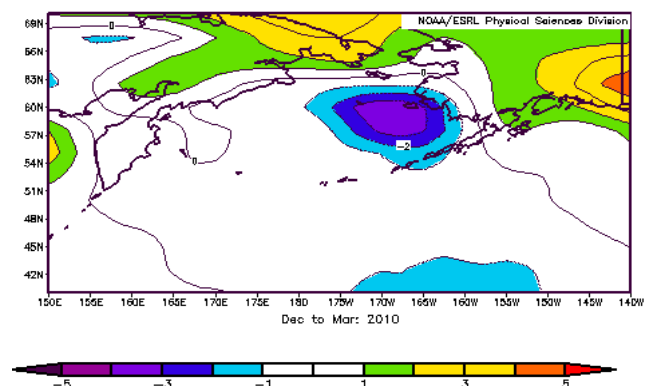 NOAA/ESRL Physical Sciences Division
69N
66N
63N
60N
57N
54N
51N
48N
45N
42N
0
0
0
-2
150E 155E 160E 165E 170E 175E 180 175W 170W 165W 160W 155W 150W 145W 140W
Dec to Mar: 2010
-5 -3 -1 1 3 5